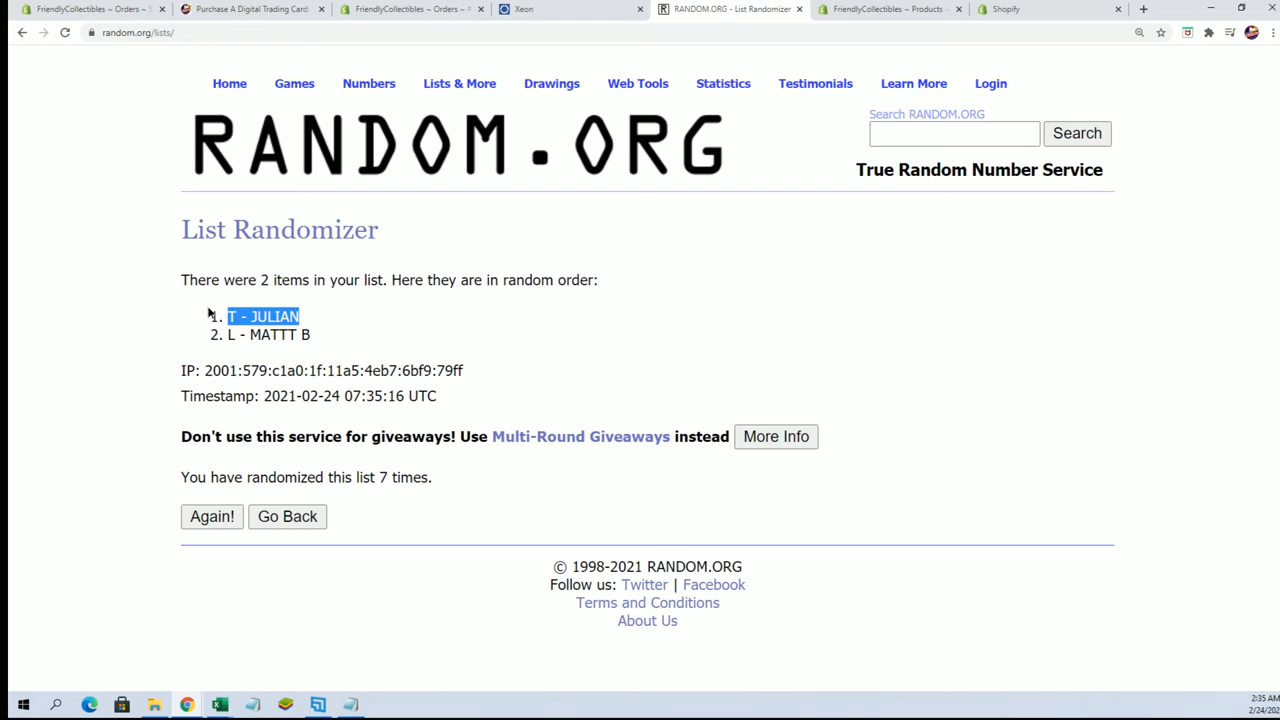 FriendlyCollectibles ~ Orders ~ S
Purchase A Digital Trading Card
FriendlyCollectibles ~ Orders ~
Xeon
RANDOM.ORG - List Randomizer
FriendlyCollectibles ~ Products ~
Shopify
random.org/lists/
Home Games Numbers Lists & More Drawings Web Tools Statistics Testimonials Learn More Login
RANDOM.ORG
Search RANDOM.ORG
Search
True Random Number Service
List Randomizer
There were 2 items in your list. Here they are in random order:
1. T - JULIAN
2. L - MATTT B
IP: 2001:579:c1a0:1f:11a5:4eb7:6bf9:79ff
Timestamp: 2021-02-24 07:35:16 UTC
Don't use this service for giveaways! Use Multi-Round Giveaways instead More Info
You have randomized this list 7 times.
Again! Go Back
© 1998-2021 RANDOM.ORG
Follow us: Twitter | Facebook
Terms and Conditions
About Us
2:35 AM
2/24/202